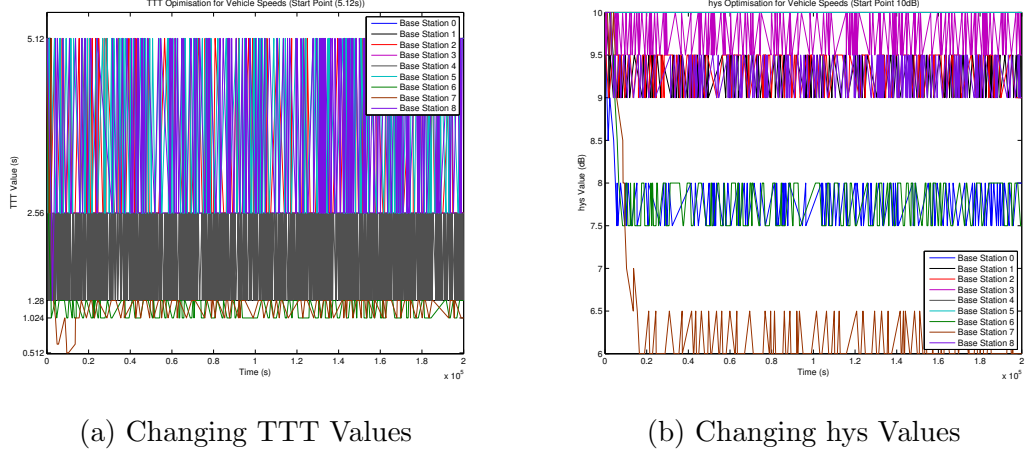 TTT Opimisation for Vehicle Speeds (Start Point (5.12s))
5.12
2.56
1.28
1.024
0.512
TTT Value (s)
0 0.2 0.4 0.6 0.8 1 1.2 1.4 1.6 1.8 2
Time (s)
x 10⁵
Base Station 0
Base Station 1
Base Station 2
Base Station 3
Base Station 4
Base Station 5
Base Station 6
Base Station 7
Base Station 8
(a) Changing TTT Values
hys Optimisation for Vehicle Speeds (Start Point 10dB)
10
9.5
9
8.5
8
7.5
7
6.5
6
hys Value (dB)
0 0.2 0.4 0.6 0.8 1 1.2 1.4 1.6 1.8 2
Time (s)
x 10⁵
Base Station 0
Base Station 1
Base Station 2
Base Station 3
Base Station 4
Base Station 5
Base Station 6
Base Station 7
Base Station 8
(b) Changing hys Values